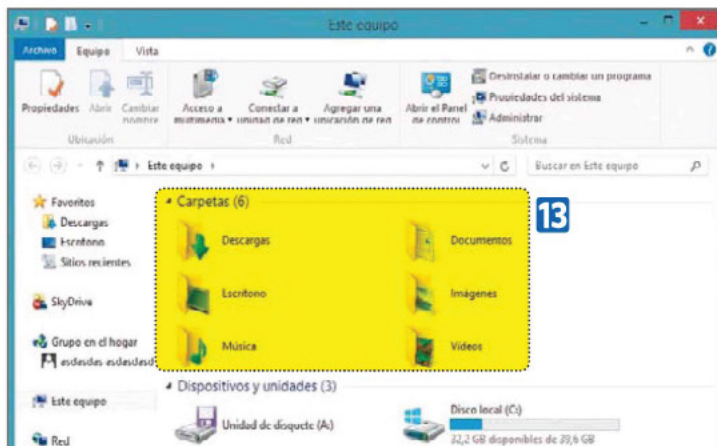 Este equipo
Archivo Equipo Vista
Propiedades Abrir Cambiar nombre
Acceso a multimedia Conectar a unidad de red Agregar una ubicación de red
Abrir el Panel de control
Desinstalar o cambiar un programa
Propiedades del sistema
Administrar
Ubicación Red Sistema
Este equipo
Buscar en Este equipo
Favoritos
Descargas
Escritorio
Sitios recientes
SkyDrive
Grupo en el hogar
asdasdas asdasdasd
Este equipo
Red
Carpetas (6)
13
Descargas Documentos
Escritorio Imágenes
Música Vídeos
Dispositivos y unidades (3)
Unidad de disquete (A:)
Disco local (C:)
32,2 GB disponibles de 39,6 GB